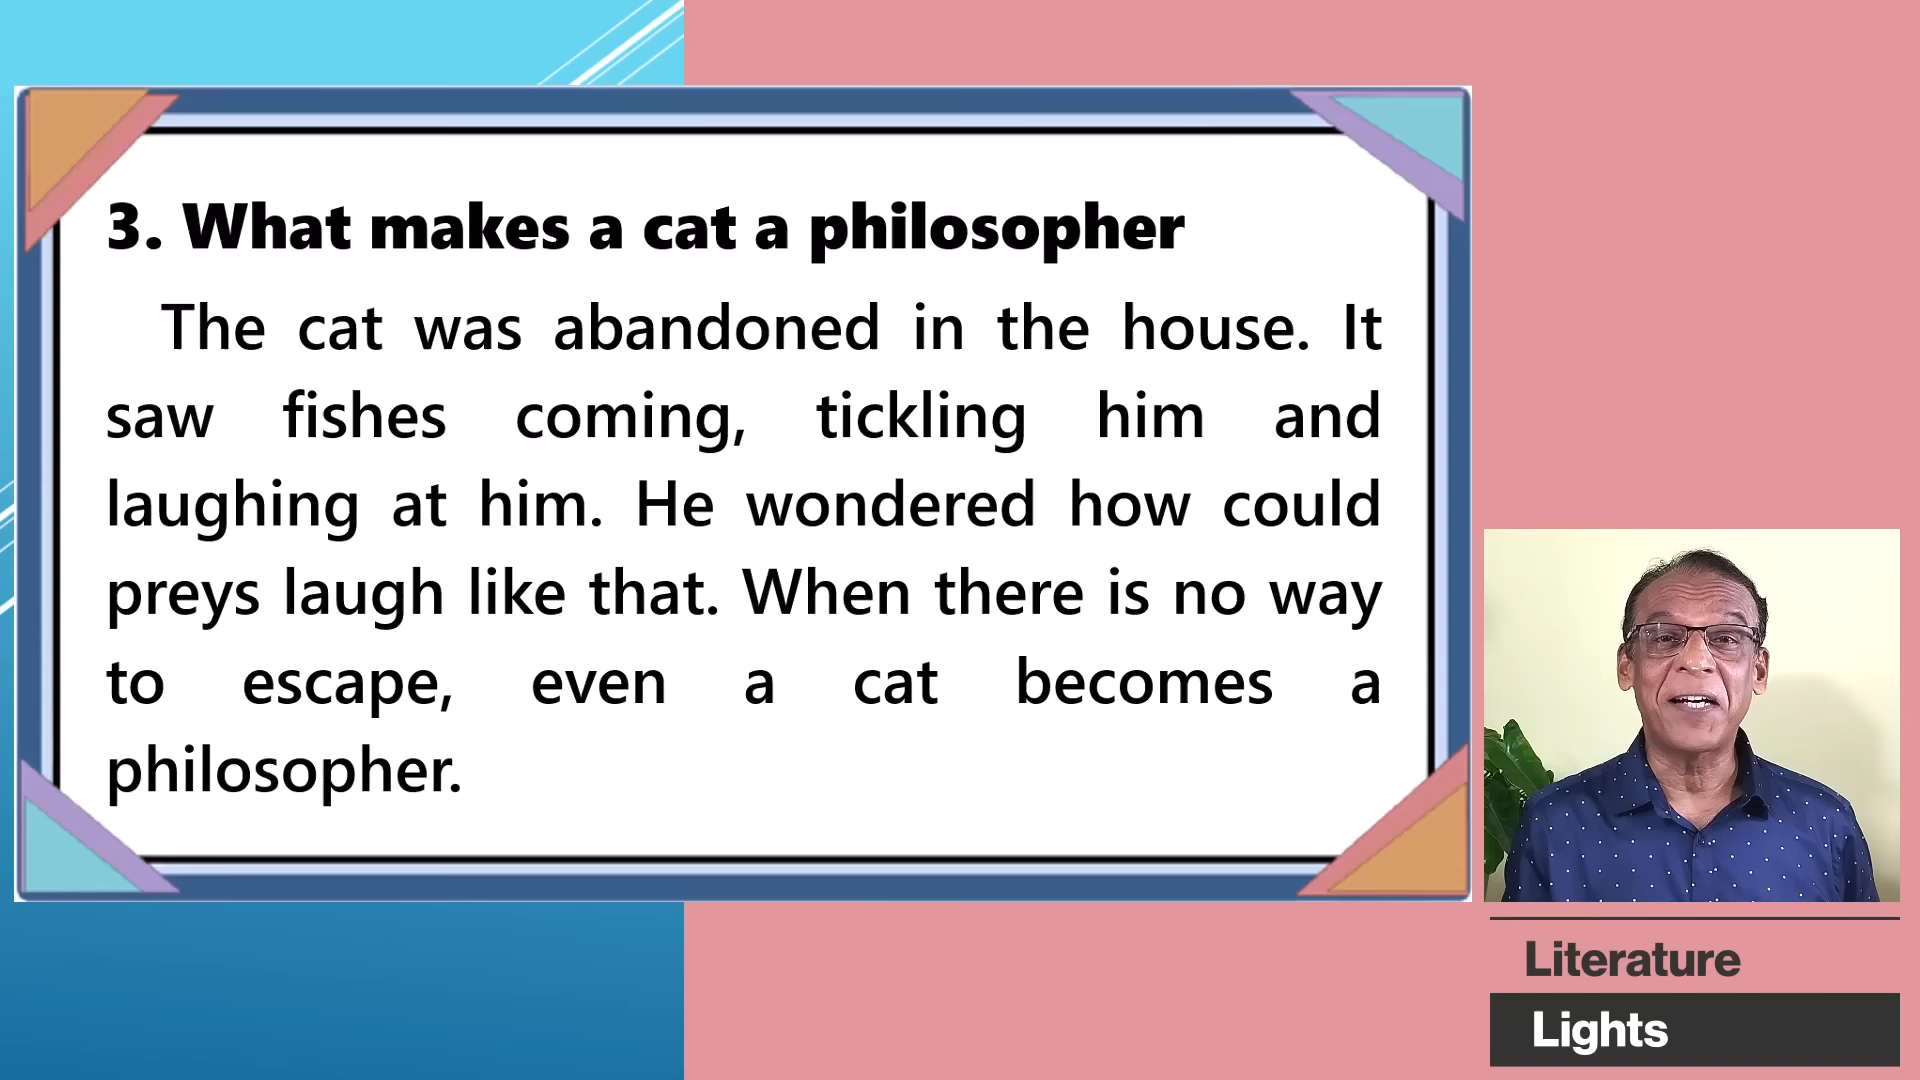 3. What makes a cat a philosopher
The cat was abandoned in the house. It
saw fishes coming, tickling him and
laughing at him. He wondered how could
preys laugh like that. When there is no way
to escape, even a cat becomes a
philosopher.
Literature
Lights